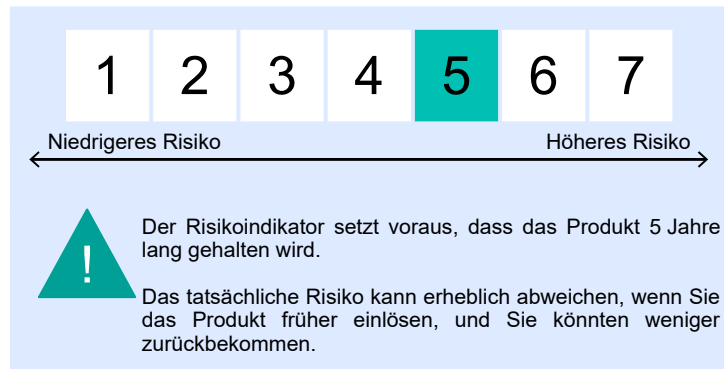 1 2 3 4 5 6 7
Niedrigeres Risiko Höheres Risiko
! Der Risikoindikator setzt voraus, dass das Produkt 5 Jahre
lang gehalten wird.
Das tatsächliche Risiko kann erheblich abweichen, wenn Sie
das Produkt früher einlösen, und Sie könnten weniger
zurückbekommen.